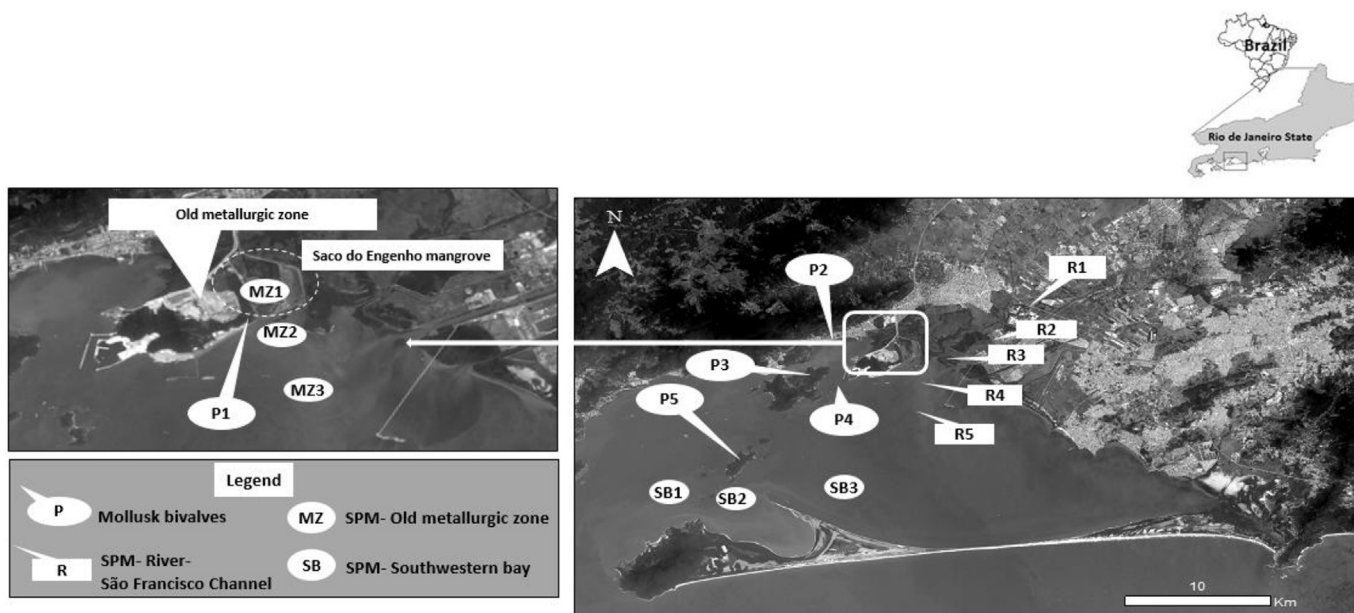 Brazil
Rio de Janeiro State
Old metallurgic zone
Saco do Engenho mangrove
MZ1
MZ2
MZ3
P1
N
P2
R1
R2
R3
P3
R4
P5
P4
R5
SB1
SB2
SB3
10
Km
Legend
P
Mollusk bivalves
MZ
SPM- Old metallurgic zone
R
SPM- River-
São Francisco Channel
SB
SPM- Southwestern bay